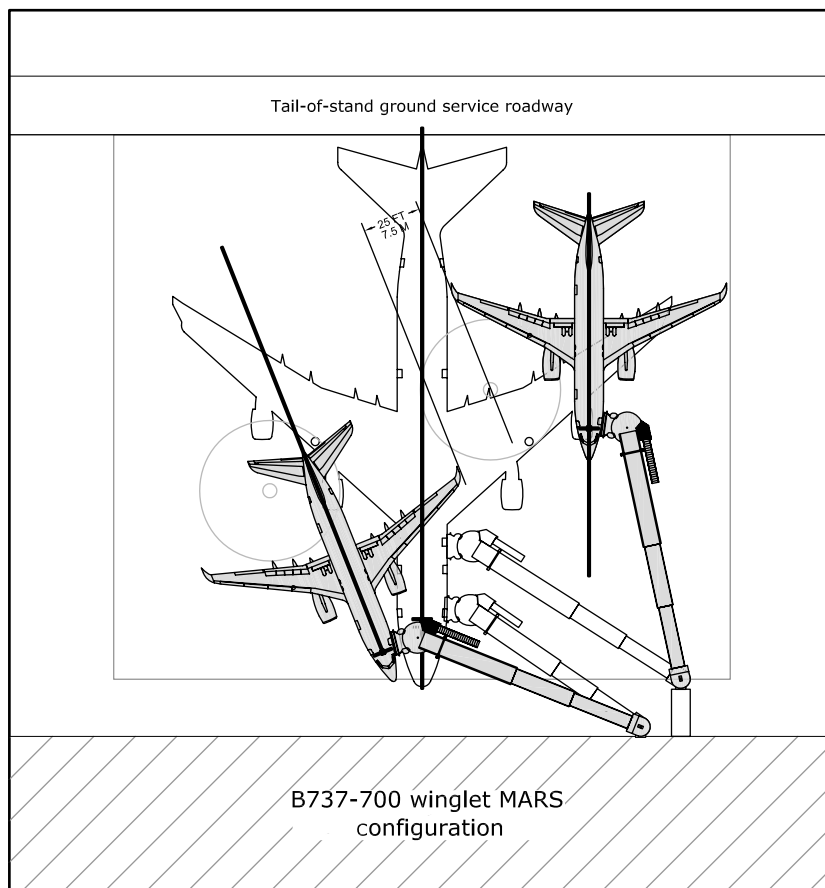 Tail-of-stand ground service roadway
25 FT
7.5 M
B737-700 winglet MARS
configuration